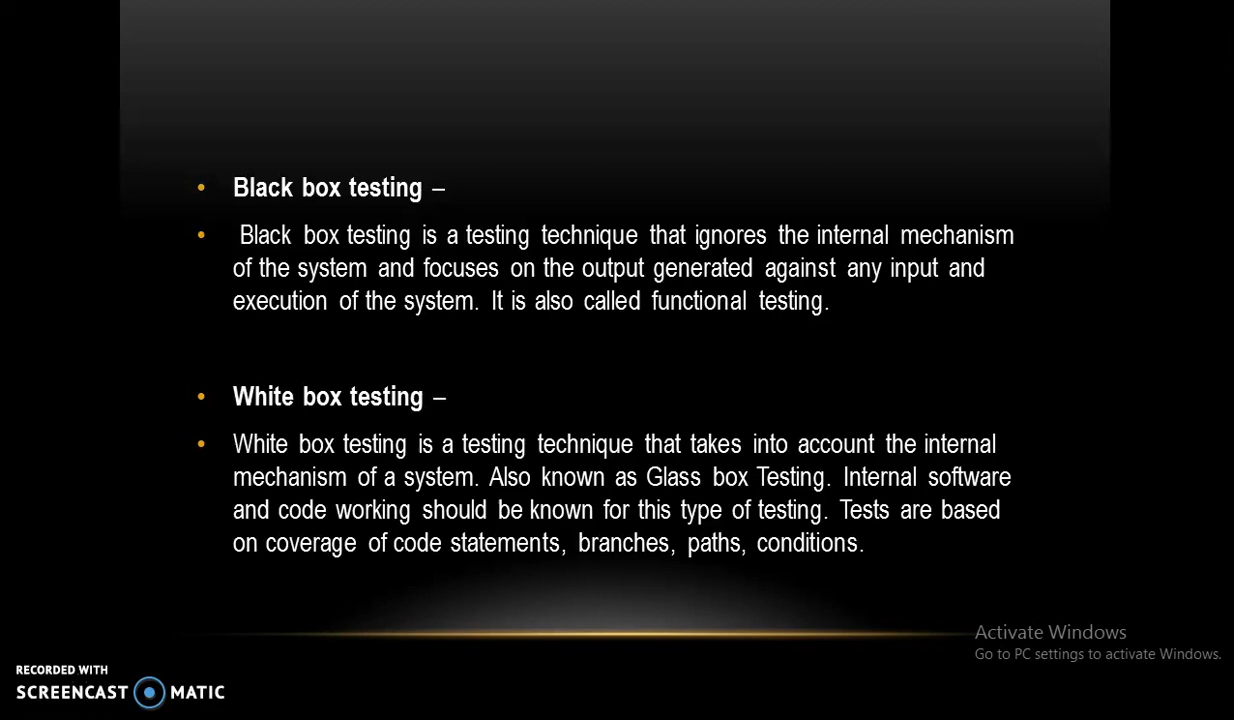 • Black box testing –
• Black box testing is a testing technique that ignores the internal mechanism
of the system and focuses on the output generated against any input and
execution of the system. It is also called functional testing.
• White box testing –
• White box testing is a testing technique that takes into account the internal
mechanism of a system. Also known as Glass box Testing. Internal software
and code working should be known for this type of testing. Tests are based
on coverage of code statements, branches, paths, conditions.
Activate Windows
Go to PC settings to activate Windows.
RECORDED WITH
SCREENCAST MATIC